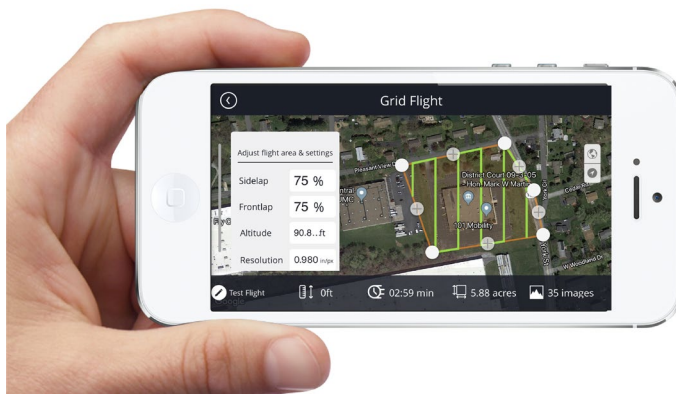 Grid Flight
Adjust flight area & settings
Sidelap 75 %
Frontlap 75 %
Altitude 90.8...ft
Resolution 0.980 in/px
Pleasant View D
District Court 09-3-05
- Hon. Mark W Martin
Cedar
101 Mobility
W Woodland Dr
Test Flight
0ft
02:59 min
5.88 acres
35 images